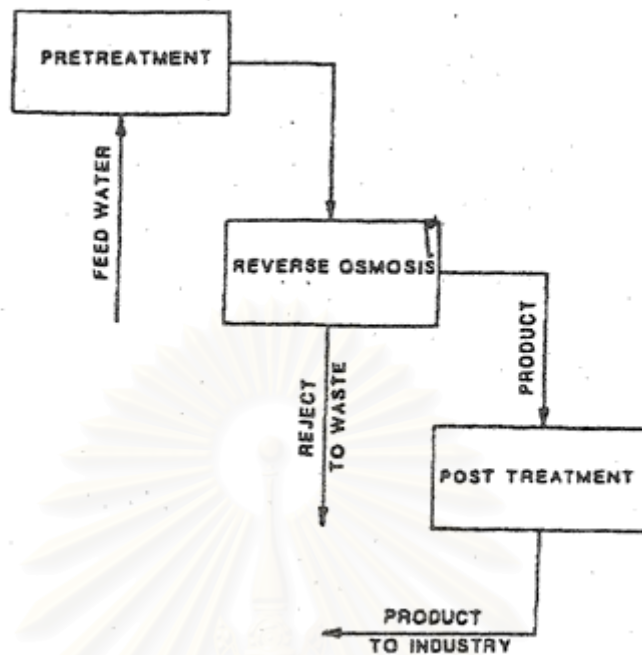 PRETREATMENT
FEED WATER
REVERSE OSMOSIS
REJECT
TO WASTE
PRODUCT
POST TREATMENT
PRODUCT
TO INDUSTRY